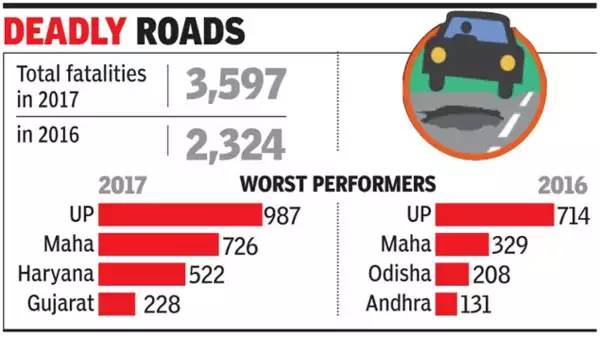 DEADLY ROADS
Total fatalities
in 2017
3,597
in 2016
2,324
WORST PERFORMERS
2017
UP 987
Maha 726
Haryana 522
Gujarat 228
2016
UP 714
Maha 329
Odisha 208
Andhra 131